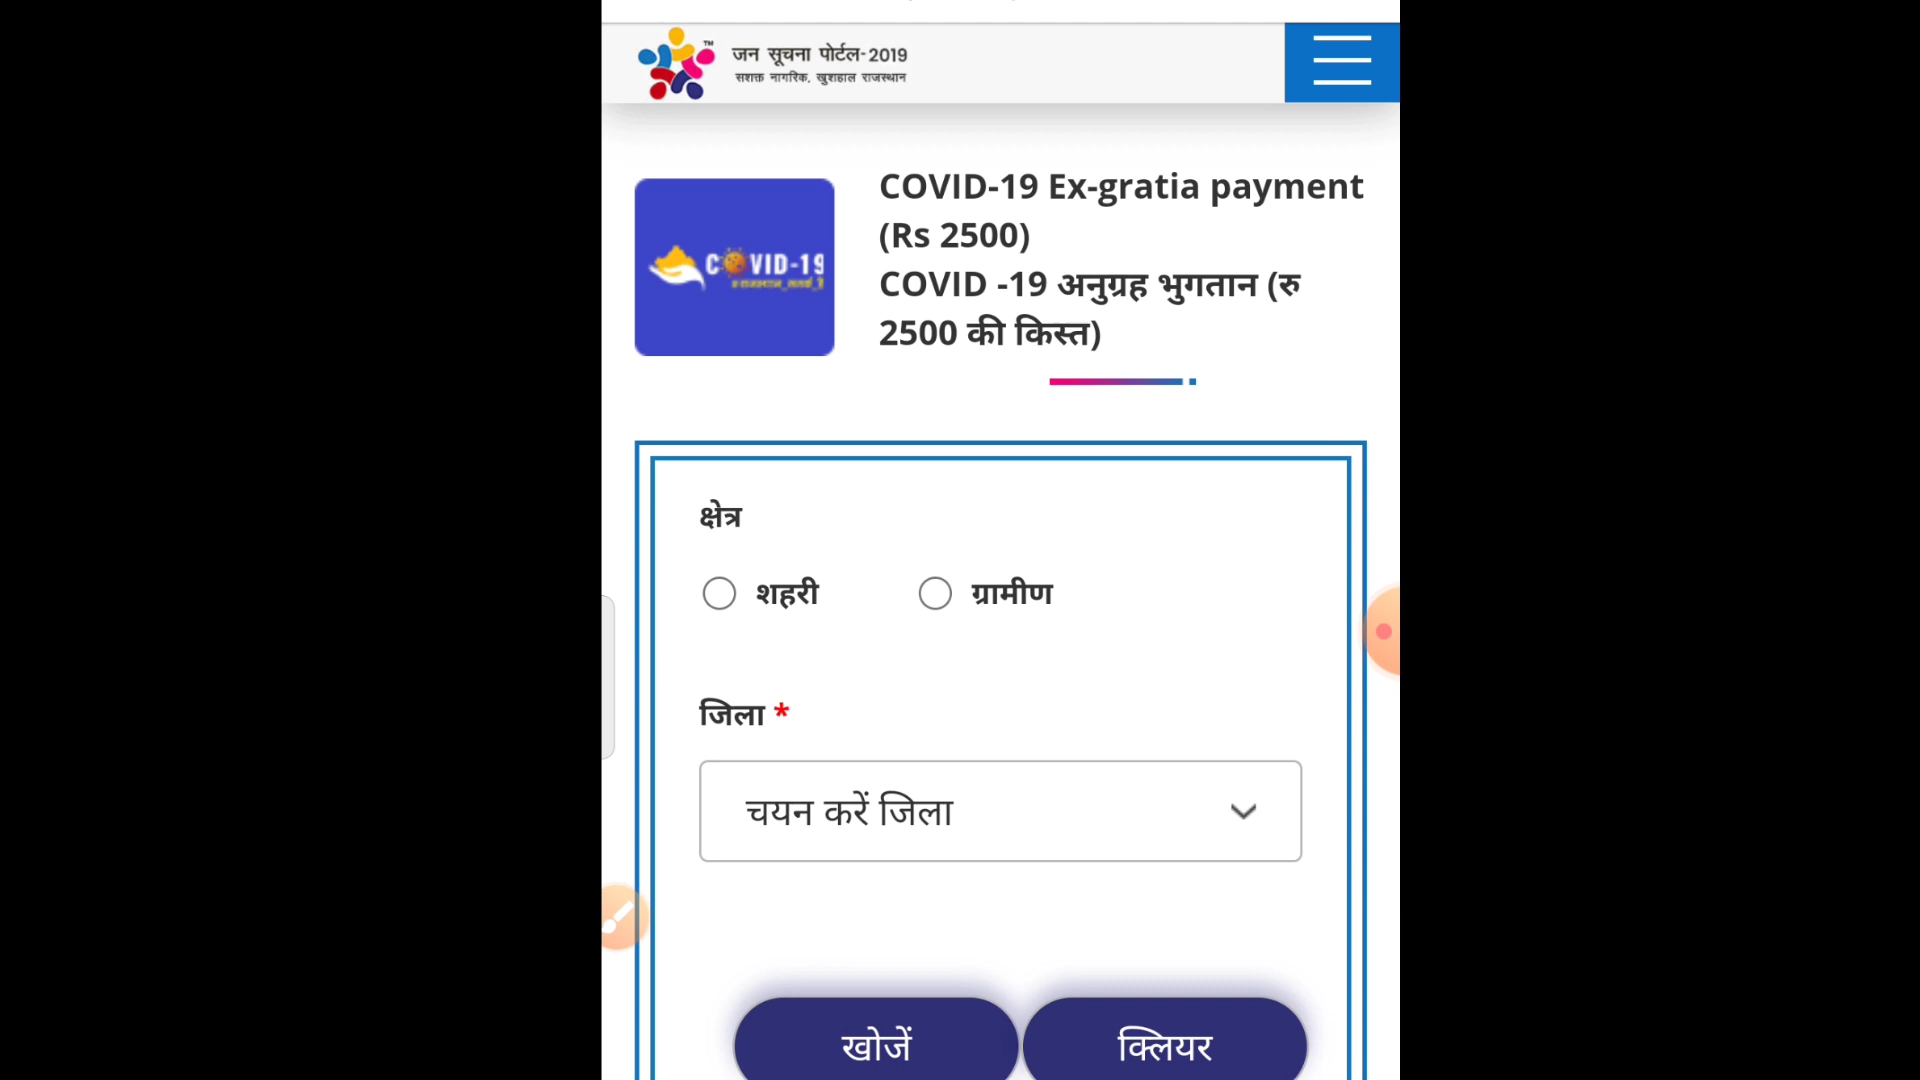 जन सूचना पोर्टल-2019
सशक्त नागरिक, खुशहाल राजस्थान
COVID-19 Ex-gratia payment
(Rs 2500)
COVID -19 अनुग्रह भुगतान (रु
2500 की किस्त)
COVID-19
क्षेत्र
शहरी ग्रामीण
जिला *
चयन करें जिला
खोजें क्लियर